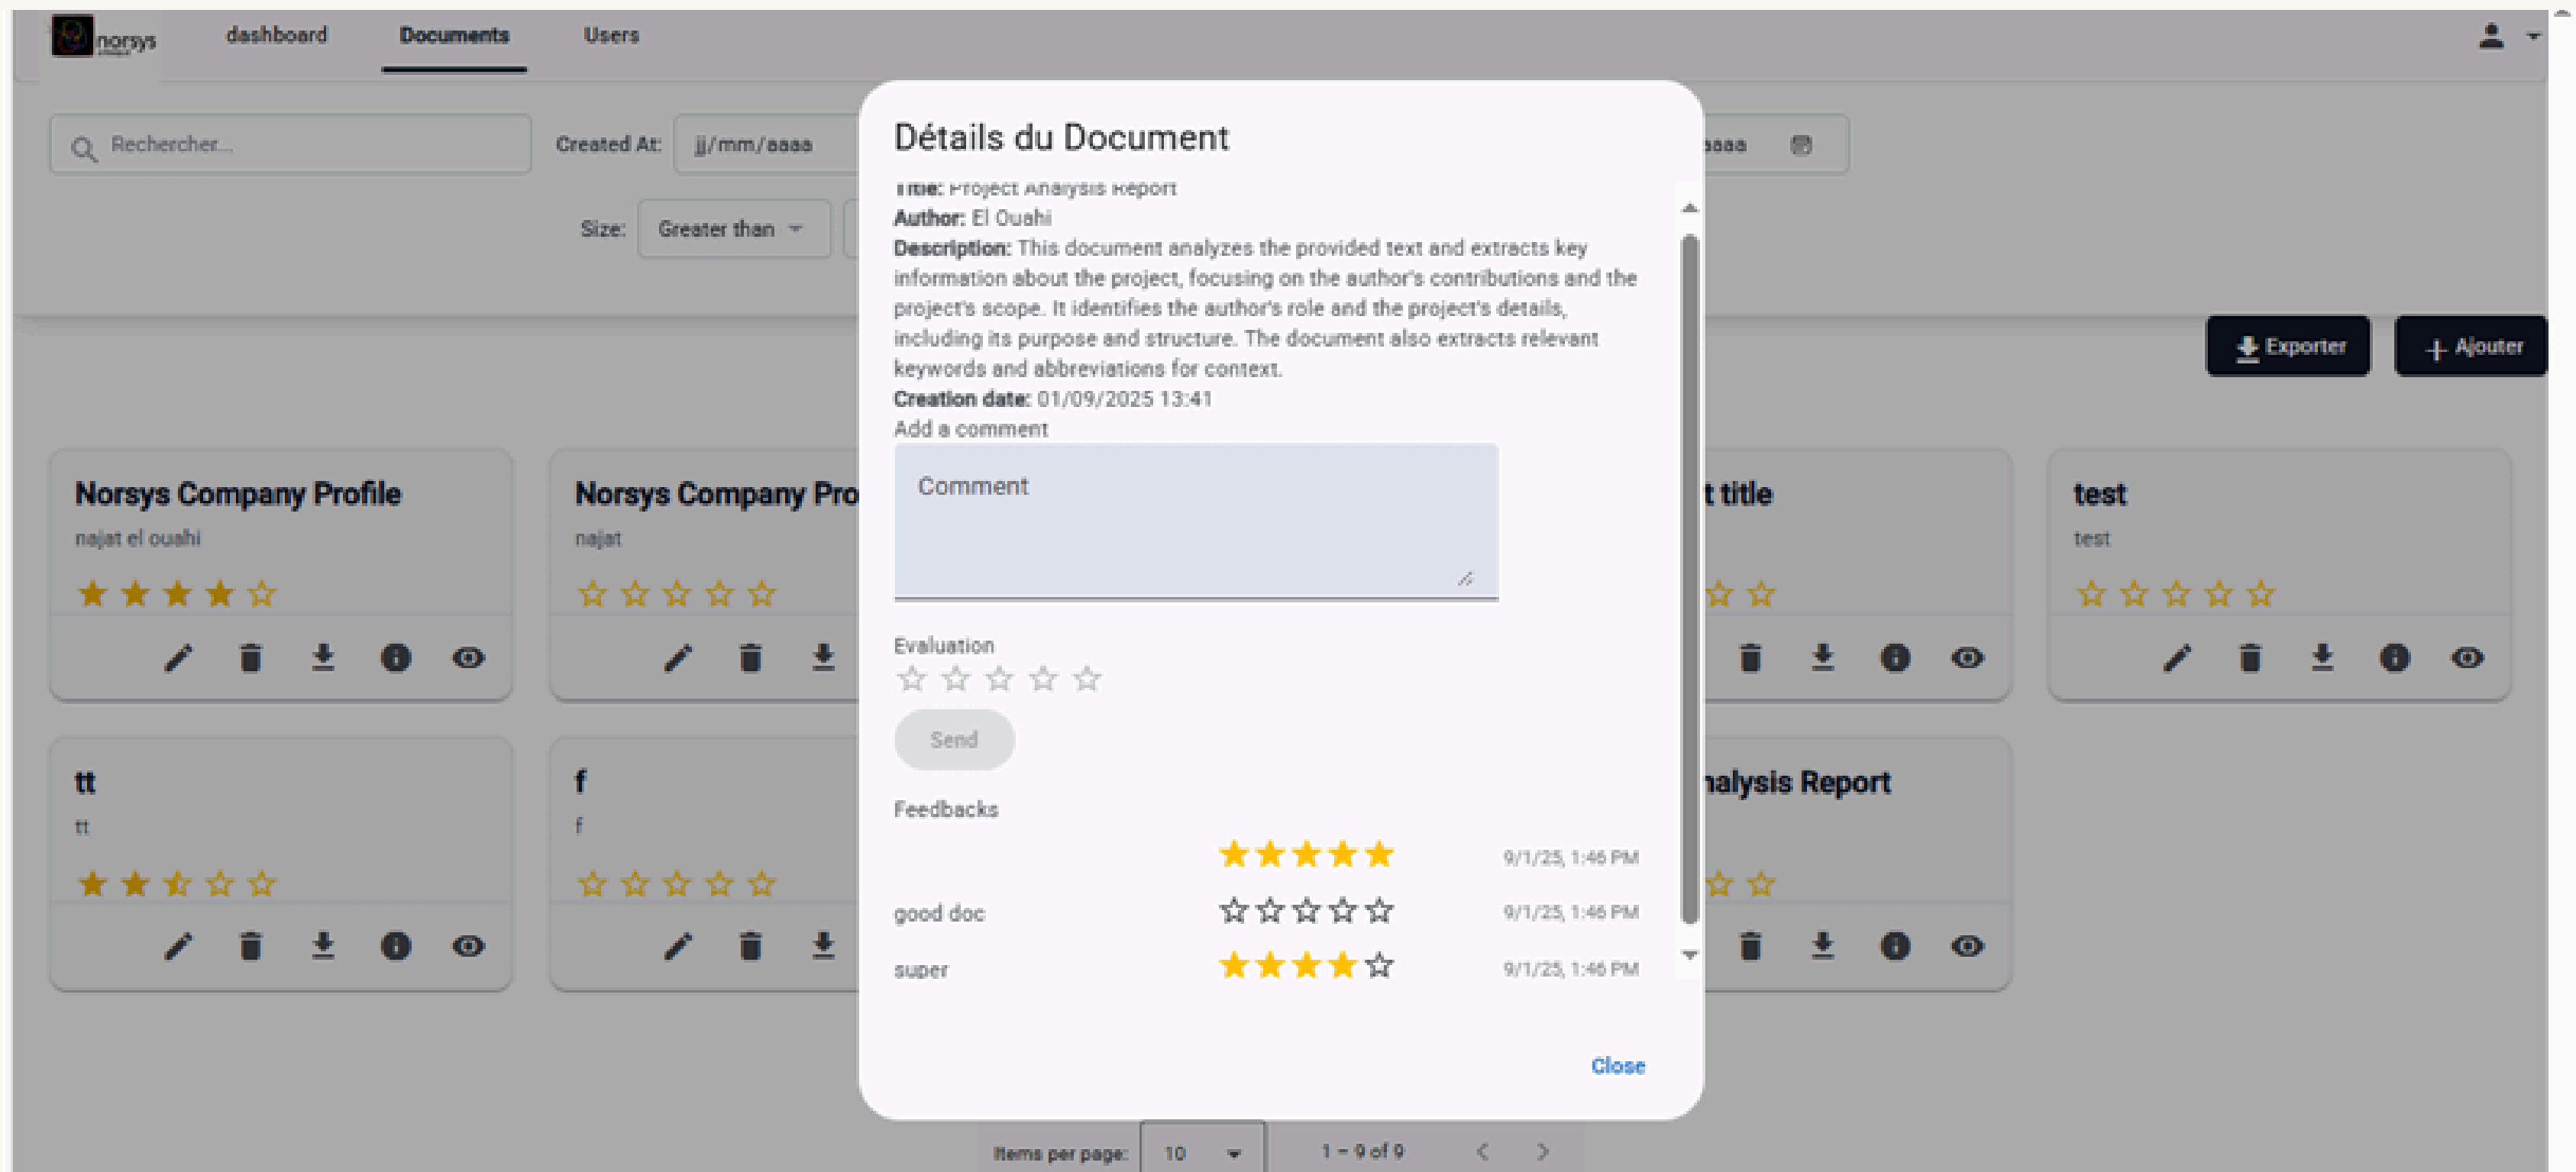 norsys
dashboard
Documents
Users
Rechercher...
Created At:
jj/mm/aaaa
aaaa
Size:
Greater than
Exporter
Ajouter
Norsys Company Profile
najat el ouahi
Norsys Company Pro
najat
t title
test
test
tt
tt
f
f
nalysis Report
Détails du Document
Title: Project Analysis Report
Author: El Ouahi
Description: This document analyzes the provided text and extracts key
information about the project, focusing on the author's contributions and the
project's scope. It identifies the author's role and the project's details,
including its purpose and structure. The document also extracts relevant
keywords and abbreviations for context.
Creation date: 01/09/2025 13:41
Add a comment
Comment
Evaluation
Send
Feedbacks
9/1/25, 1:46 PM
good doc
9/1/25, 1:46 PM
super
9/1/25, 1:46 PM
Close
Items per page:
10
1 – 9 of 9